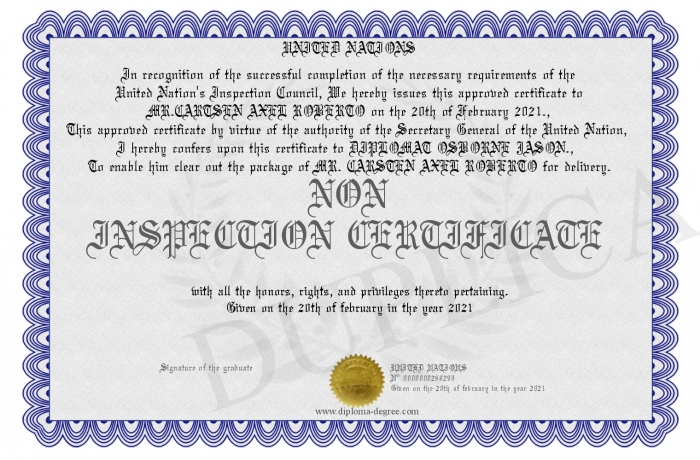 UNITED NATIONS
In recognition of the successful completion of the necessary requirements of the
United Nation's Inspection Council, We hereby issues this approved certificate to
MR.CARTSEN AXEL ROBERTO on the 20th of February 2021.,
This approved certificate by virtue of the authority of the Secretary General of the United Nation,
I hereby confers upon this certificate to DIPLOMAT OSBORNE JASON.,
To enable him clear out the package of MR. CARSTEN AXEL ROBERTO for delivery.
NON
INSPECTION CERTIFICATE
DUPLICA
with all the honors, rights, and privileges thereto pertaining.
Given on the 20th of february in the year 2021
Signature of the graduate
UNITED NATIONS
Given on the 20th of february in the year 2021
www.diploma-degree.com